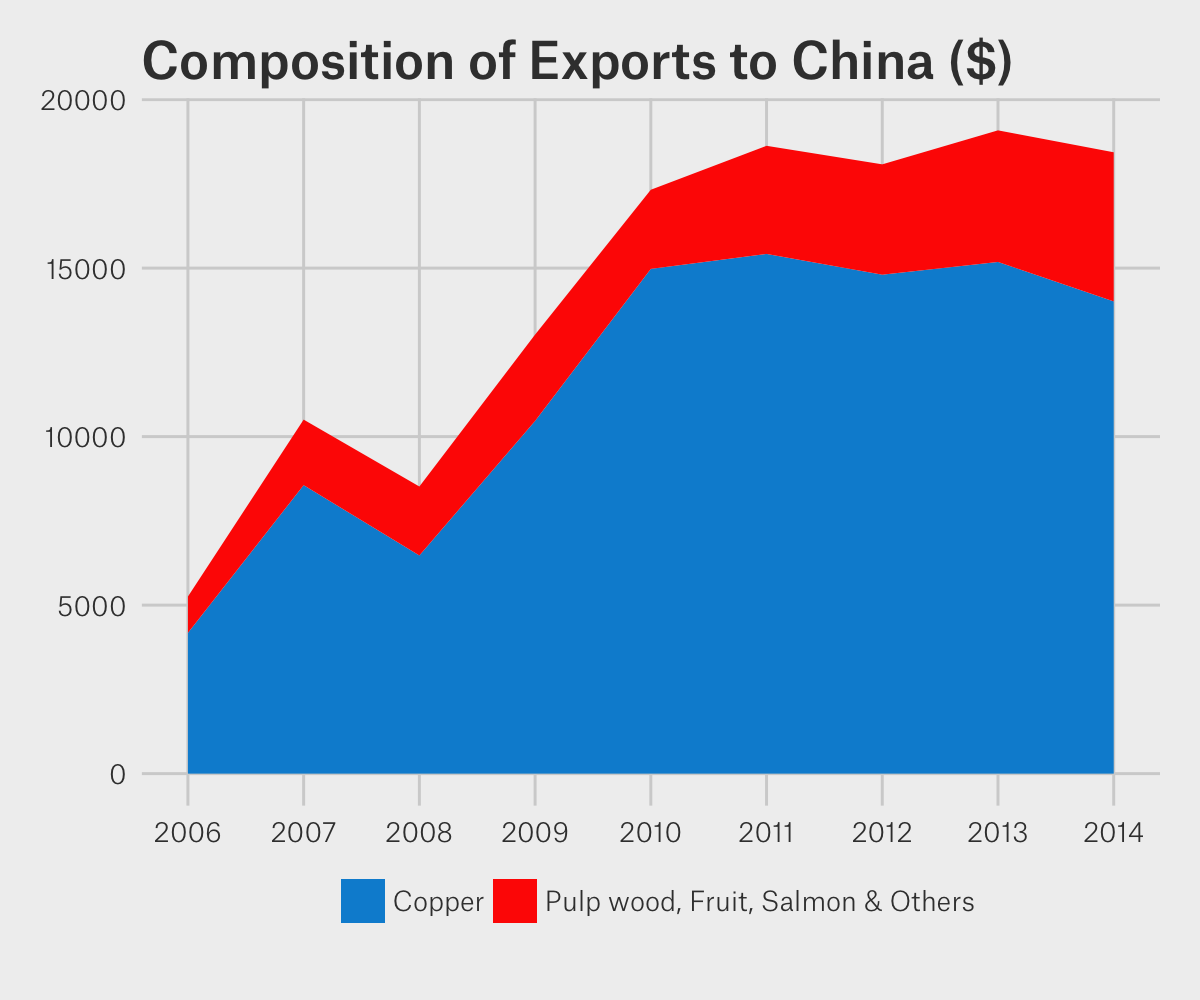 Composition of Exports to China ($)
20000
15000
10000
5000
0
2006 2007 2008 2009 2010 2011 2012 2013 2014
Copper Pulp wood, Fruit, Salmon & Others